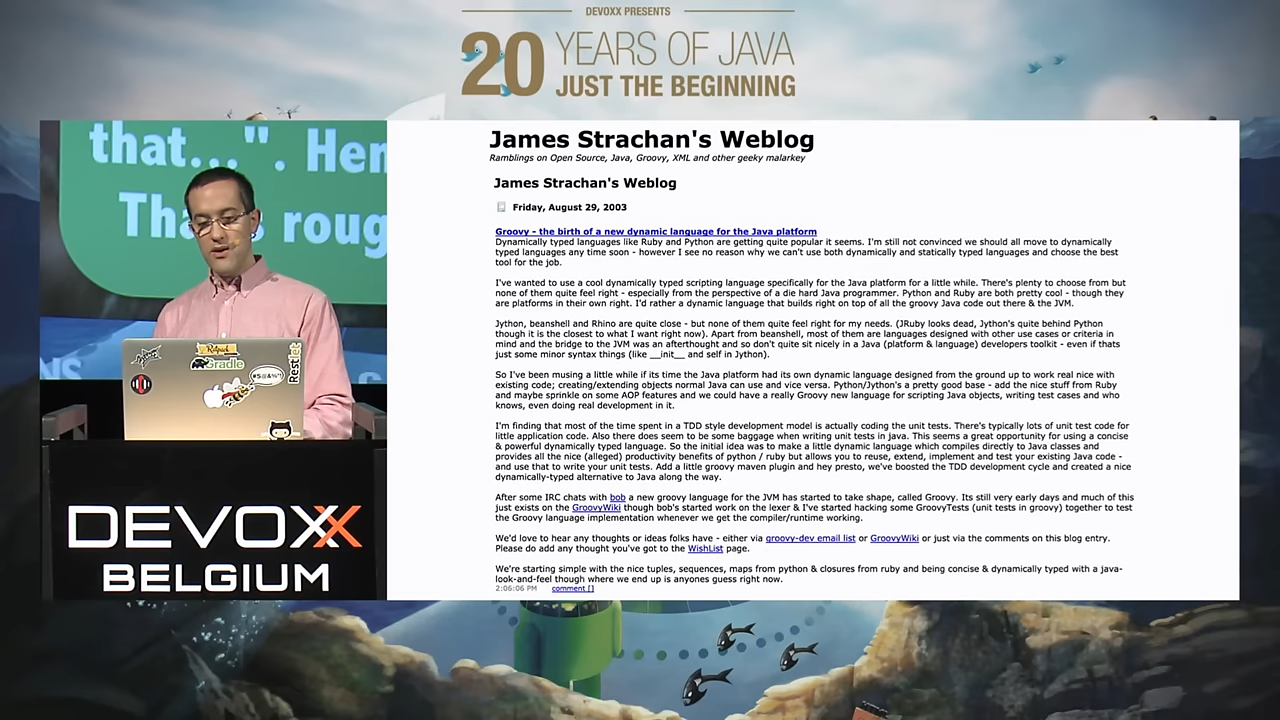 DEVOXX PRESENTS
20 YEARS OF JAVA
JUST THE BEGINNING
that...". Hen
Tha s roug
Ratpack
Gradle
#$!@&%*!
Restlet
DEVOXX
BELGIUM
James Strachan's Weblog
Ramblings on Open Source, Java, Groovy, XML and other geeky malarkey
James Strachan's Weblog
Friday, August 29, 2003
Groovy - the birth of a new dynamic language for the Java platform
Dynamically typed languages like Ruby and Python are getting quite popular it seems. I'm still not convinced we should all move to dynamically
typed languages any time soon - however I see no reason why we can't use both dynamically and statically typed languages and choose the best
tool for the job.
I've wanted to use a cool dynamically typed scripting language specifically for the Java platform for a little while. There's plenty to choose from but
none of them quite feel right - especially from the perspective of a die hard Java programmer. Python and Ruby are both pretty cool - though they
are platforms in their own right. I'd rather a dynamic language that builds right on top of all the groovy Java code out there & the JVM.
Jython, beanshell and Rhino are quite close - but none of them quite feel right for my needs. (JRuby looks dead, Jython's quite behind Python
though it is the closest to what I want right now). Apart from beanshell, most of them are languages designed with other use cases or criteria in
mind and the bridge to the JVM was an afterthought and so don't quite sit nicely in a Java (platform & language) developers toolkit - even if thats
just some minor syntax things (like __init__ and self in Jython).
So I've been musing a little while if its time the Java platform had its own dynamic language designed from the ground up to work real nice with
existing code; creating/extending objects normal Java can use and vice versa. Python/Jython's a pretty good base - add the nice stuff from Ruby
and maybe sprinkle on some AOP features and we could have a really Groovy new language for scripting Java objects, writing test cases and who
knows, even doing real development in it.
I'm finding that most of the time spent in a TDD style development model is actually coding the unit tests. There's typically lots of unit test code for
little application code. Also there does seem to be some baggage when writing unit tests in java. This seems a great opportunity for using a concise
& powerful dynamically typed language. So the initial idea was to make a little dynamic language which compiles directly to Java classes and
provides all the nice (alleged) productivity benefits of python / ruby but allows you to reuse, extend, implement and test your existing Java code -
and use that to write your unit tests. Add a little groovy maven plugin and hey presto, we've boosted the TDD development cycle and created a nice
dynamically-typed alternative to Java along the way.
After some IRC chats with bob a new groovy language for the JVM has started to take shape, called Groovy. Its still very early days and much of this
just exists on the GroovyWiki though bob's started work on the lexer & I've started hacking some GroovyTests (unit tests in groovy) together to test
the Groovy language implementation whenever we get the compiler/runtime working.
We'd love to hear any thoughts or ideas folks have - either via groovy-dev email list or GroovyWiki or just via the comments on this blog entry.
Please do add any thought you've got to the WishList page.
We're starting simple with the nice tuples, sequences, maps from python & closures from ruby and being concise & dynamically typed with a java-
look-and-feel though where we end up is anyones guess right now.
2:06:06 PM comment []